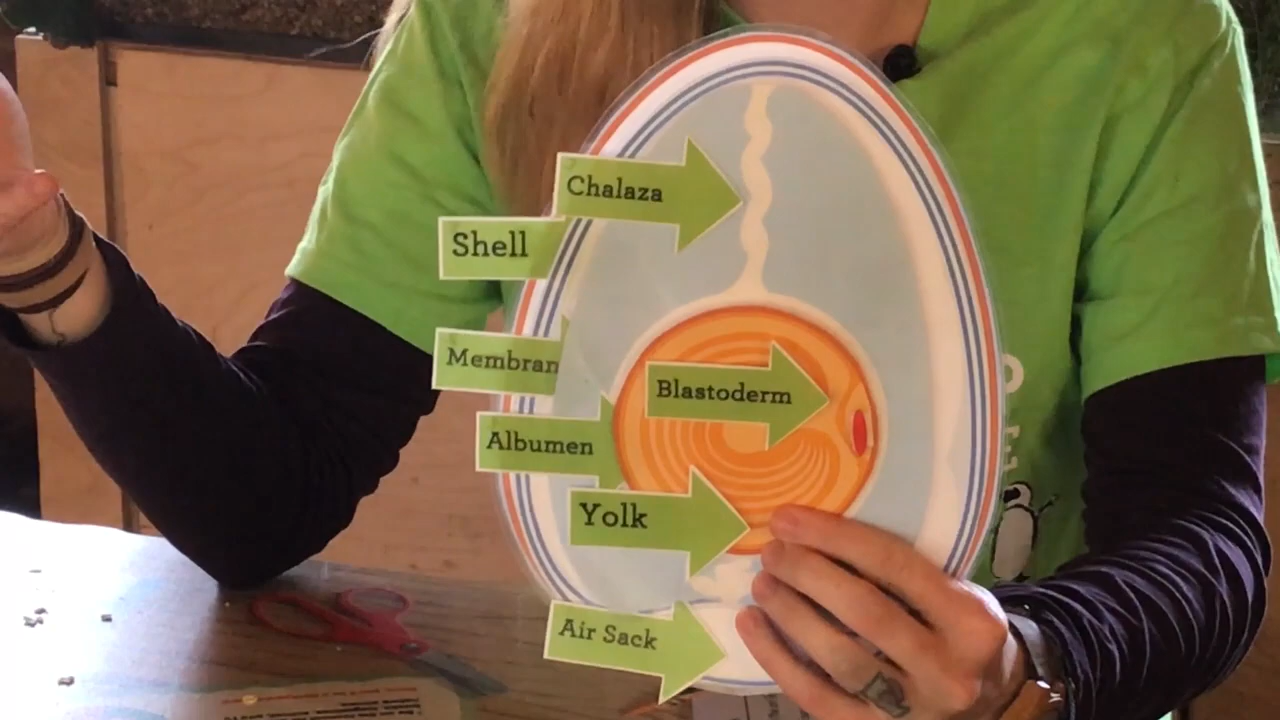 Chalaza
Shell
Membran
Blastoderm
Albumen
Yolk
Air Sack